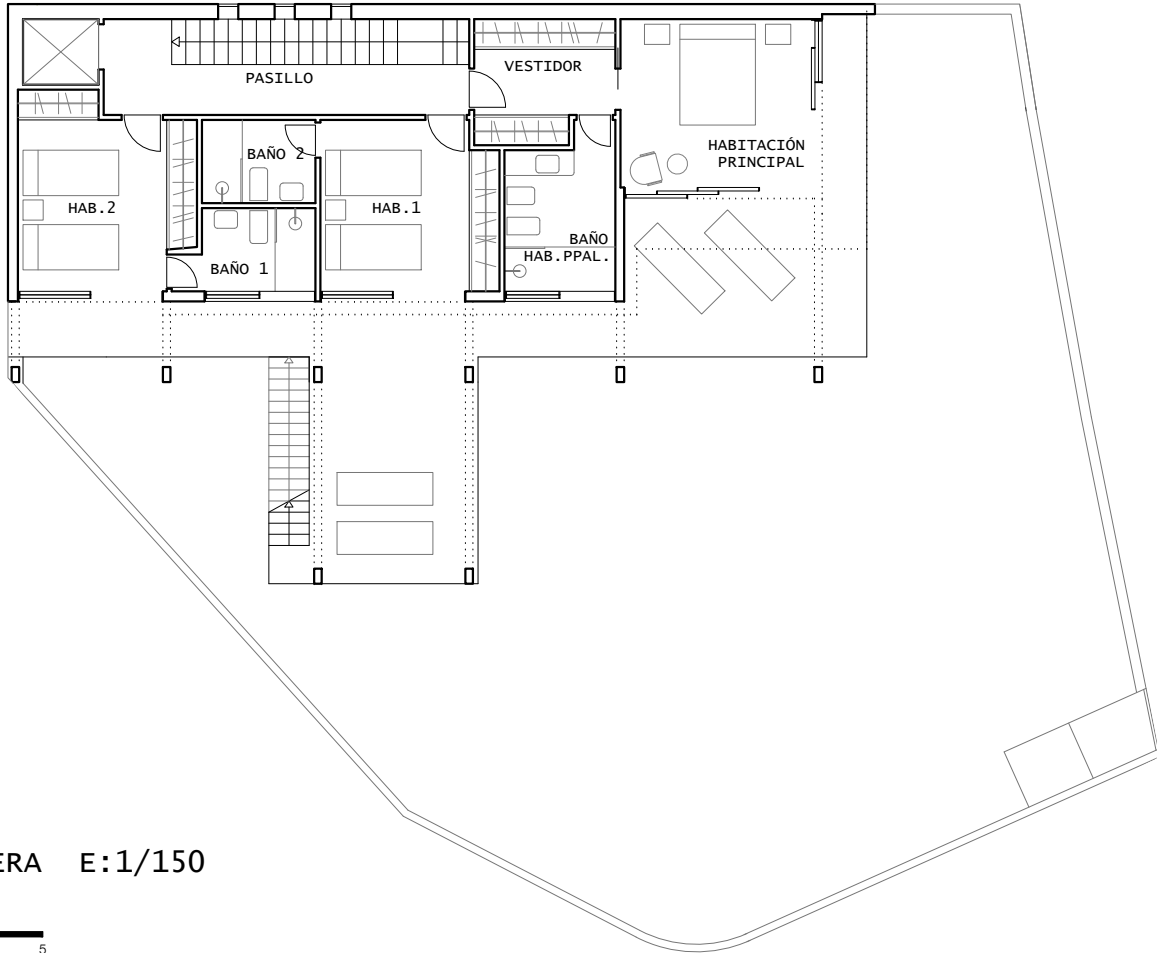 PASILLO
VESTIDOR
HABITACIÓN
PRINCIPAL
BAÑO 2
HAB.2
HAB.1
BAÑO 1
BAÑO
HAB.PPAL.
ERA E:1/150
5